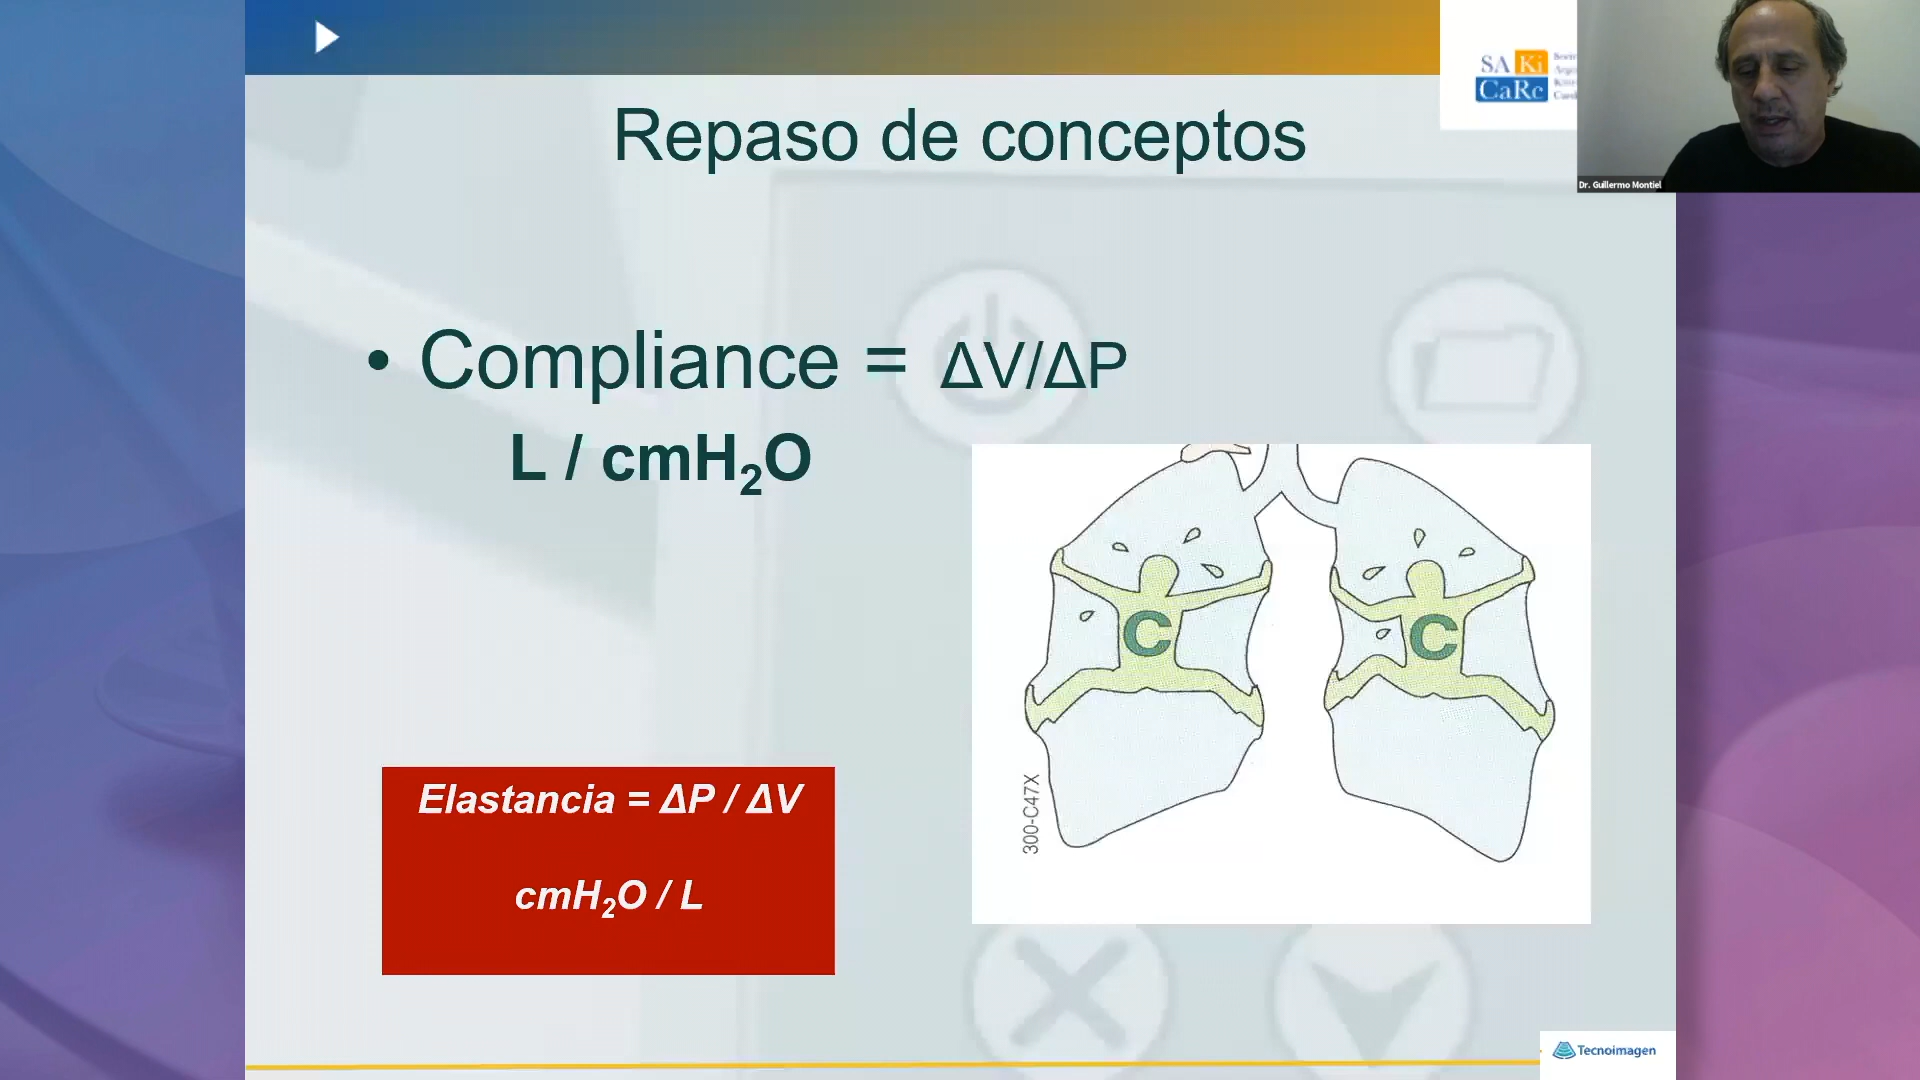 SA Ki
CaRe
Dr. Guillermo Montiel
Repaso de conceptos
• Compliance = ΔV/ΔP
L / cmH₂O
C
C
300-C47X
Elastancia = ΔP / ΔV
cmH₂O / L
Tecnoimagen